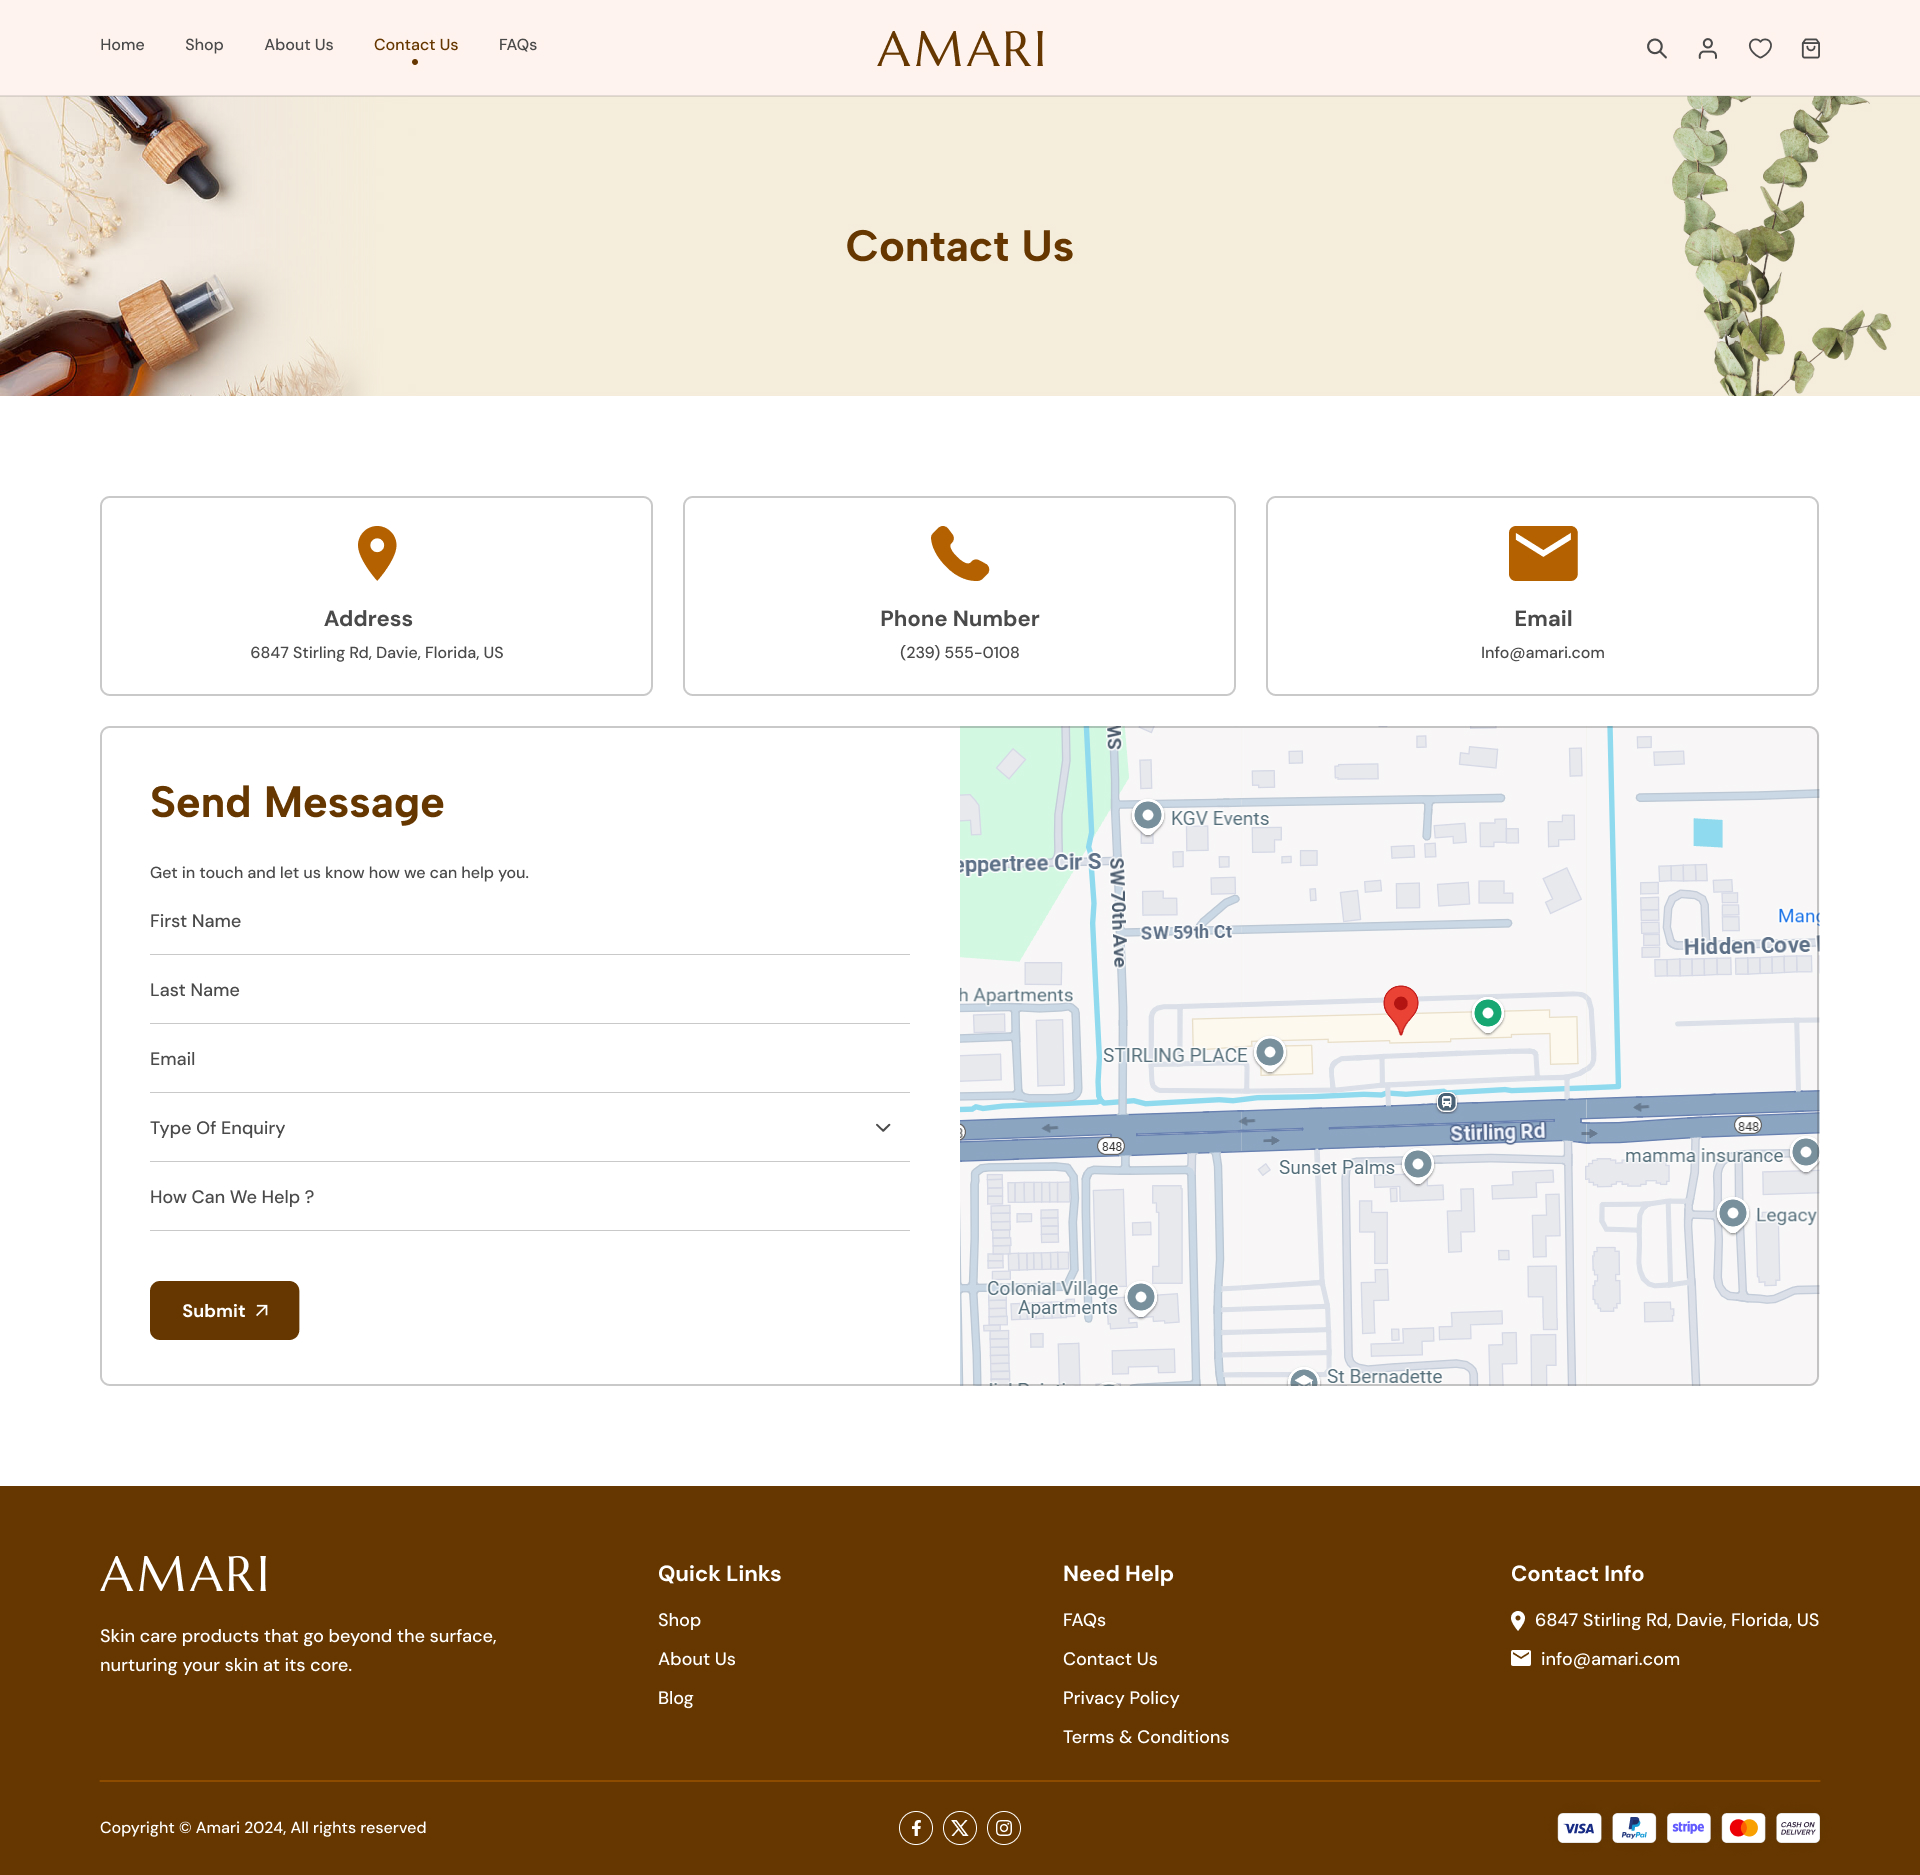 Home
Shop
About Us
Contact Us
FAQs
AMARI
Contact Us
Address
6847 Stirling Rd, Davie, Florida, US
Phone Number
(239) 555-0108
Email
Info@amari.com
Send Message
Get in touch and let us know how we can help you.
First Name
Last Name
Email
Type Of Enquiry
How Can We Help ?
Submit
KGV Events
eppertree Cir S
SW 70th Ave
SW 59th Ct
Mang
Hidden Cove
h Apartments
STIRLING PLACE
Stirling Rd
848
848
Sunset Palms
mamma insurance
Legacy
Colonial Village
Apartments
St Bernadette
AMARI
Skin care products that go beyond the surface,
nurturing your skin at its core.
Quick Links
Shop
About Us
Blog
Need Help
FAQs
Contact Us
Privacy Policy
Terms & Conditions
Contact Info
6847 Stirling Rd, Davie, Florida, US
info@amari.com
Copyright © Amari 2024, All rights reserved
VISA
PayPal
stripe
CASH ON
DELIVERY